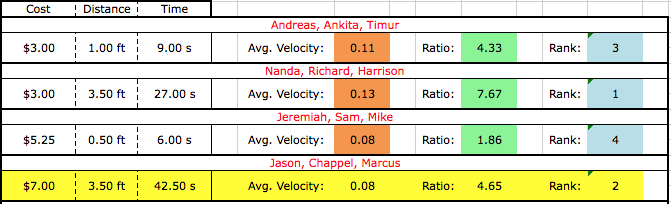 Cost Distance Time
Andreas, Ankita, Timur
$3.00 1.00 ft 9.00 s Avg. Velocity: 0.11 Ratio: 4.33 Rank: 3
Nanda, Richard, Harrison
$3.00 3.50 ft 27.00 s Avg. Velocity: 0.13 Ratio: 7.67 Rank: 1
Jeremiah, Sam, Mike
$5.25 0.50 ft 6.00 s Avg. Velocity: 0.08 Ratio: 1.86 Rank: 4
Jason, Chappel, Marcus
$7.00 3.50 ft 42.50 s Avg. Velocity: 0.08 Ratio: 4.65 Rank: 2